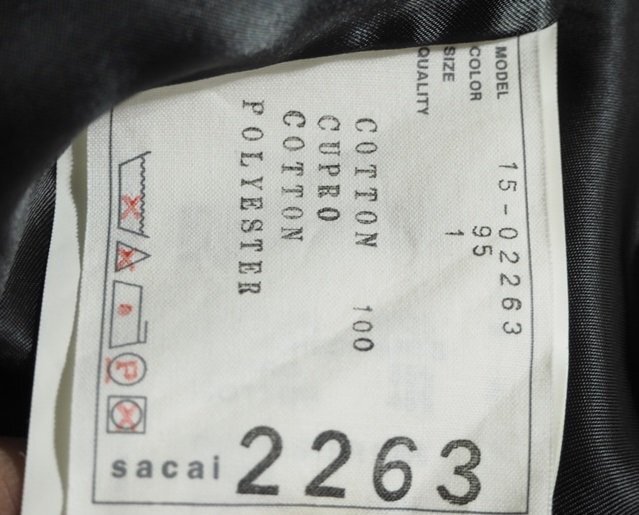 MODEL 15-02263
COLOR 95
SIZE 1
QUALITY
COTTON 100
CUPRO
COTTON
POLYESTER
P
sacai 2263